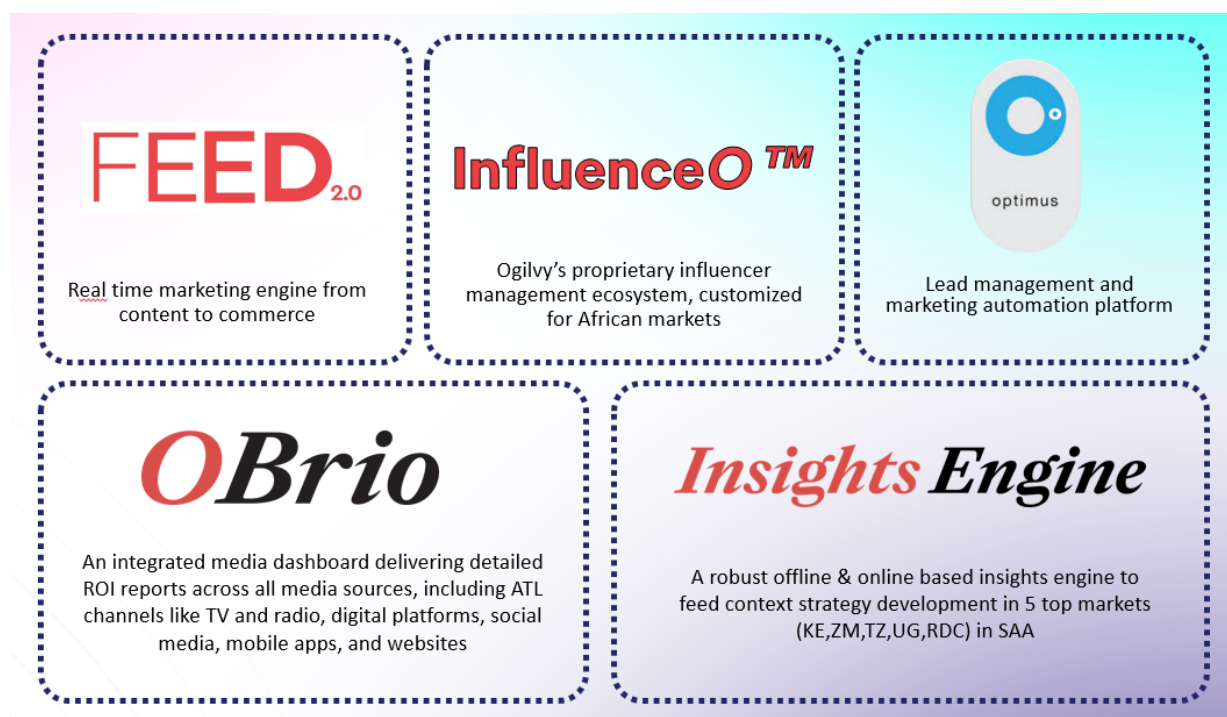 FEED 2.0
Real time marketing engine from
content to commerce
InfluenceO ™
Ogilvy’s proprietary influencer
management ecosystem, customized
for African markets
optimus
Lead management and
marketing automation platform
OBrio
An integrated media dashboard delivering detailed
ROI reports across all media sources, including ATL
channels like TV and radio, digital platforms, social
media, mobile apps, and websites
Insights Engine
A robust offline & online based insights engine to
feed context strategy development in 5 top markets
(KE,ZM,TZ,UG,RDC) in SAA